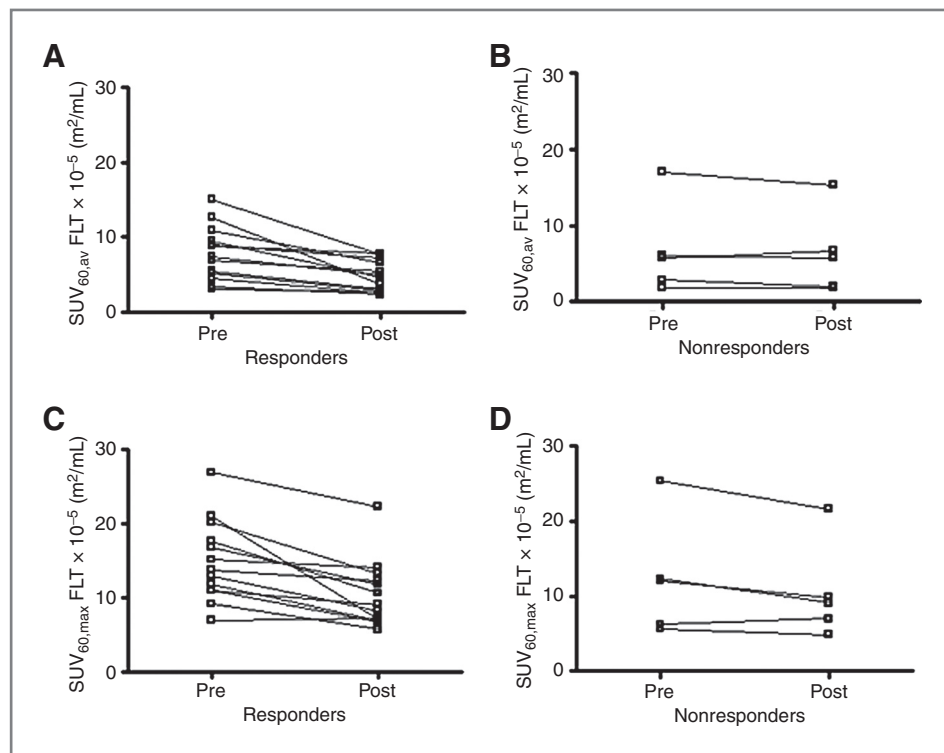 A
SUV60,av FLT × 10−5 (m2/mL)
30
20
10
0
Pre
Post
Responders
B
SUV60,av FLT × 10−5 (m2/mL)
30
20
10
0
Pre
Post
Nonresponders
C
SUV60,max FLT × 10−5 (m2/mL)
30
20
10
0
Pre
Post
Responders
D
SUV60,max FLT × 10−5 (m2/mL)
30
20
10
0
Pre
Post
Nonresponders